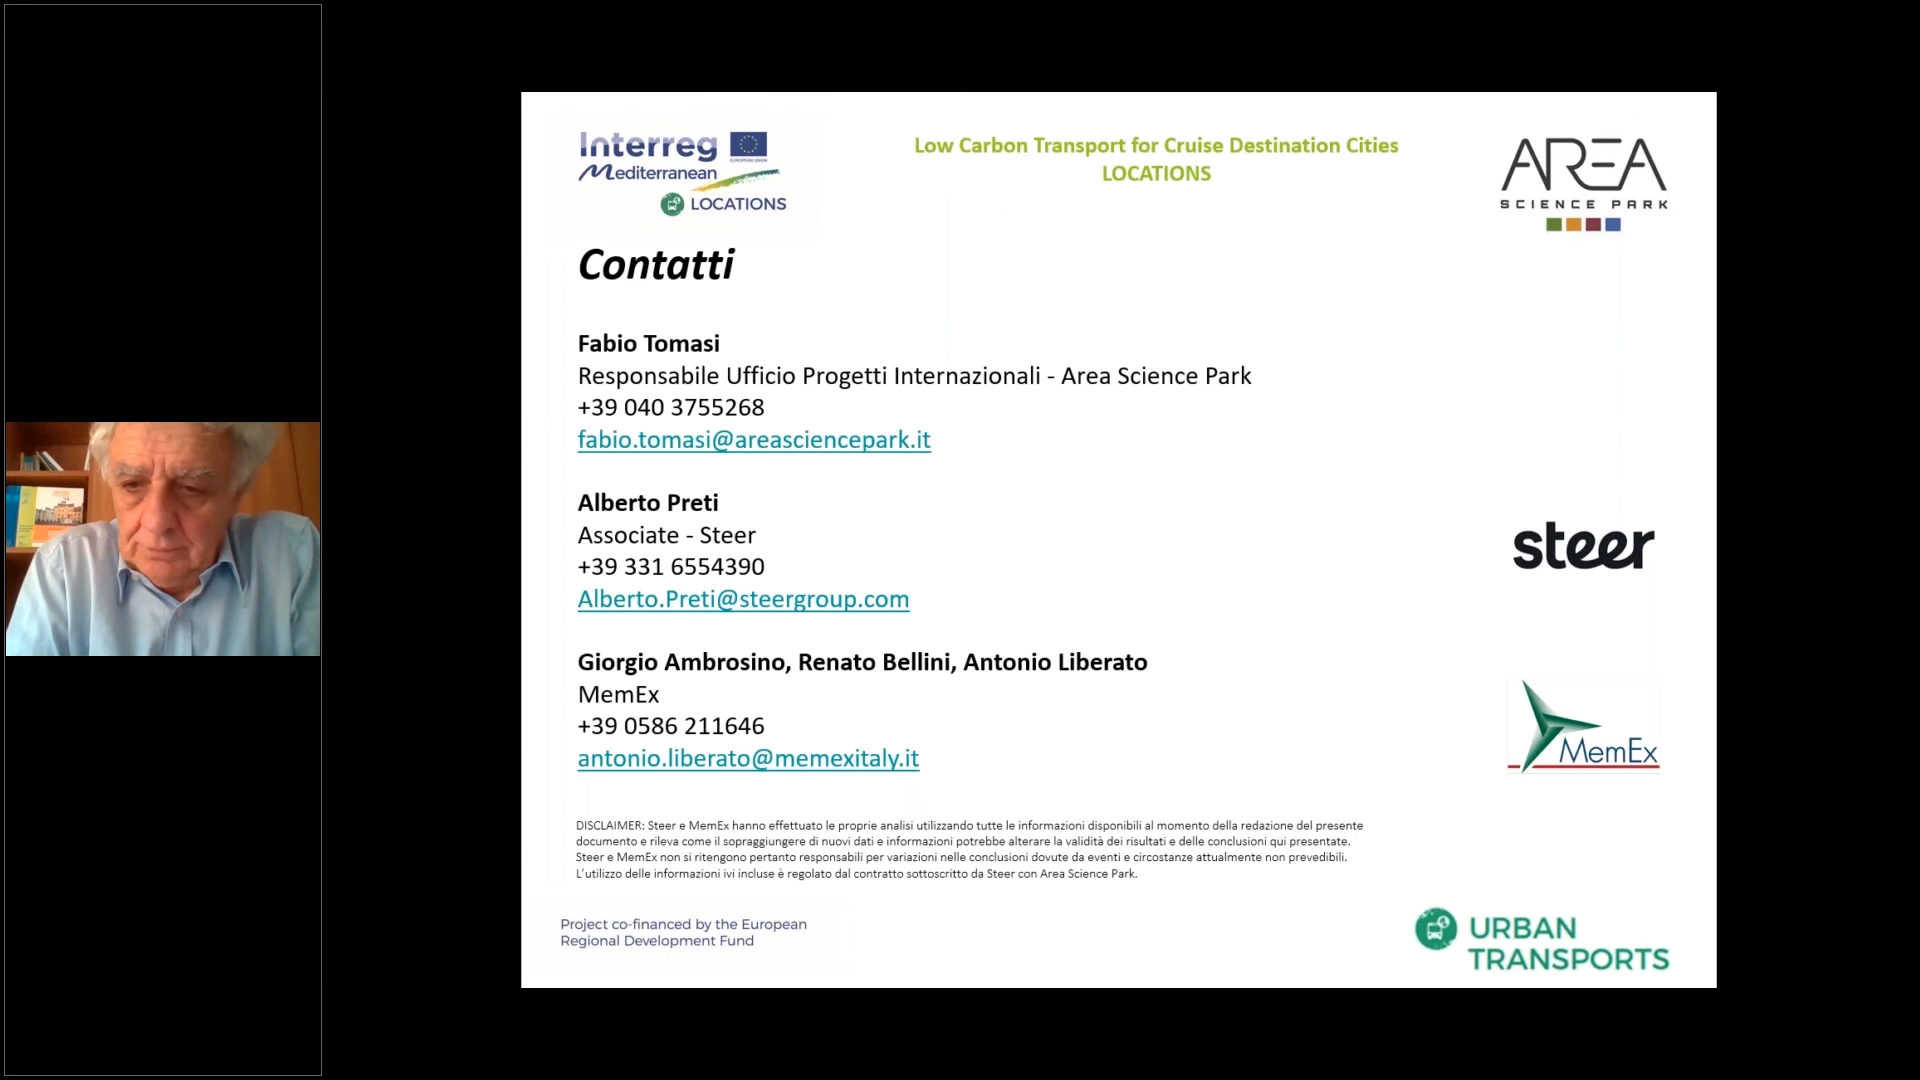 Interreg
EUROPEAN UNION
Mediterranean
LOCATIONS
Low Carbon Transport for Cruise Destination Cities
LOCATIONS
AREA
SCIENCE PARK
Contatti
Fabio Tomasi
Responsabile Ufficio Progetti Internazionali - Area Science Park
+39 040 3755268
fabio.tomasi@areasciencepark.it
Alberto Preti
Associate - Steer
+39 331 6554390
Alberto.Preti@steergroup.com
steer
Giorgio Ambrosino, Renato Bellini, Antonio Liberato
MemEx
+39 0586 211646
antonio.liberato@memexitaly.it
MemEx
DISCLAIMER: Steer e MemEx hanno effettuato le proprie analisi utilizzando tutte le informazioni disponibili al momento della redazione del presente
documento e rileva come il sopraggiungere di nuovi dati e informazioni potrebbe alterare la validità dei risultati e delle conclusioni qui presentate.
Steer e MemEx non si ritengono pertanto responsabili per variazioni nelle conclusioni dovute da eventi e circostanze attualmente non prevedibili.
L’utilizzo delle informazioni ivi incluse è regolato dal contratto sottoscritto da Steer con Area Science Park.
Project co-financed by the European
Regional Development Fund
URBAN
TRANSPORTS